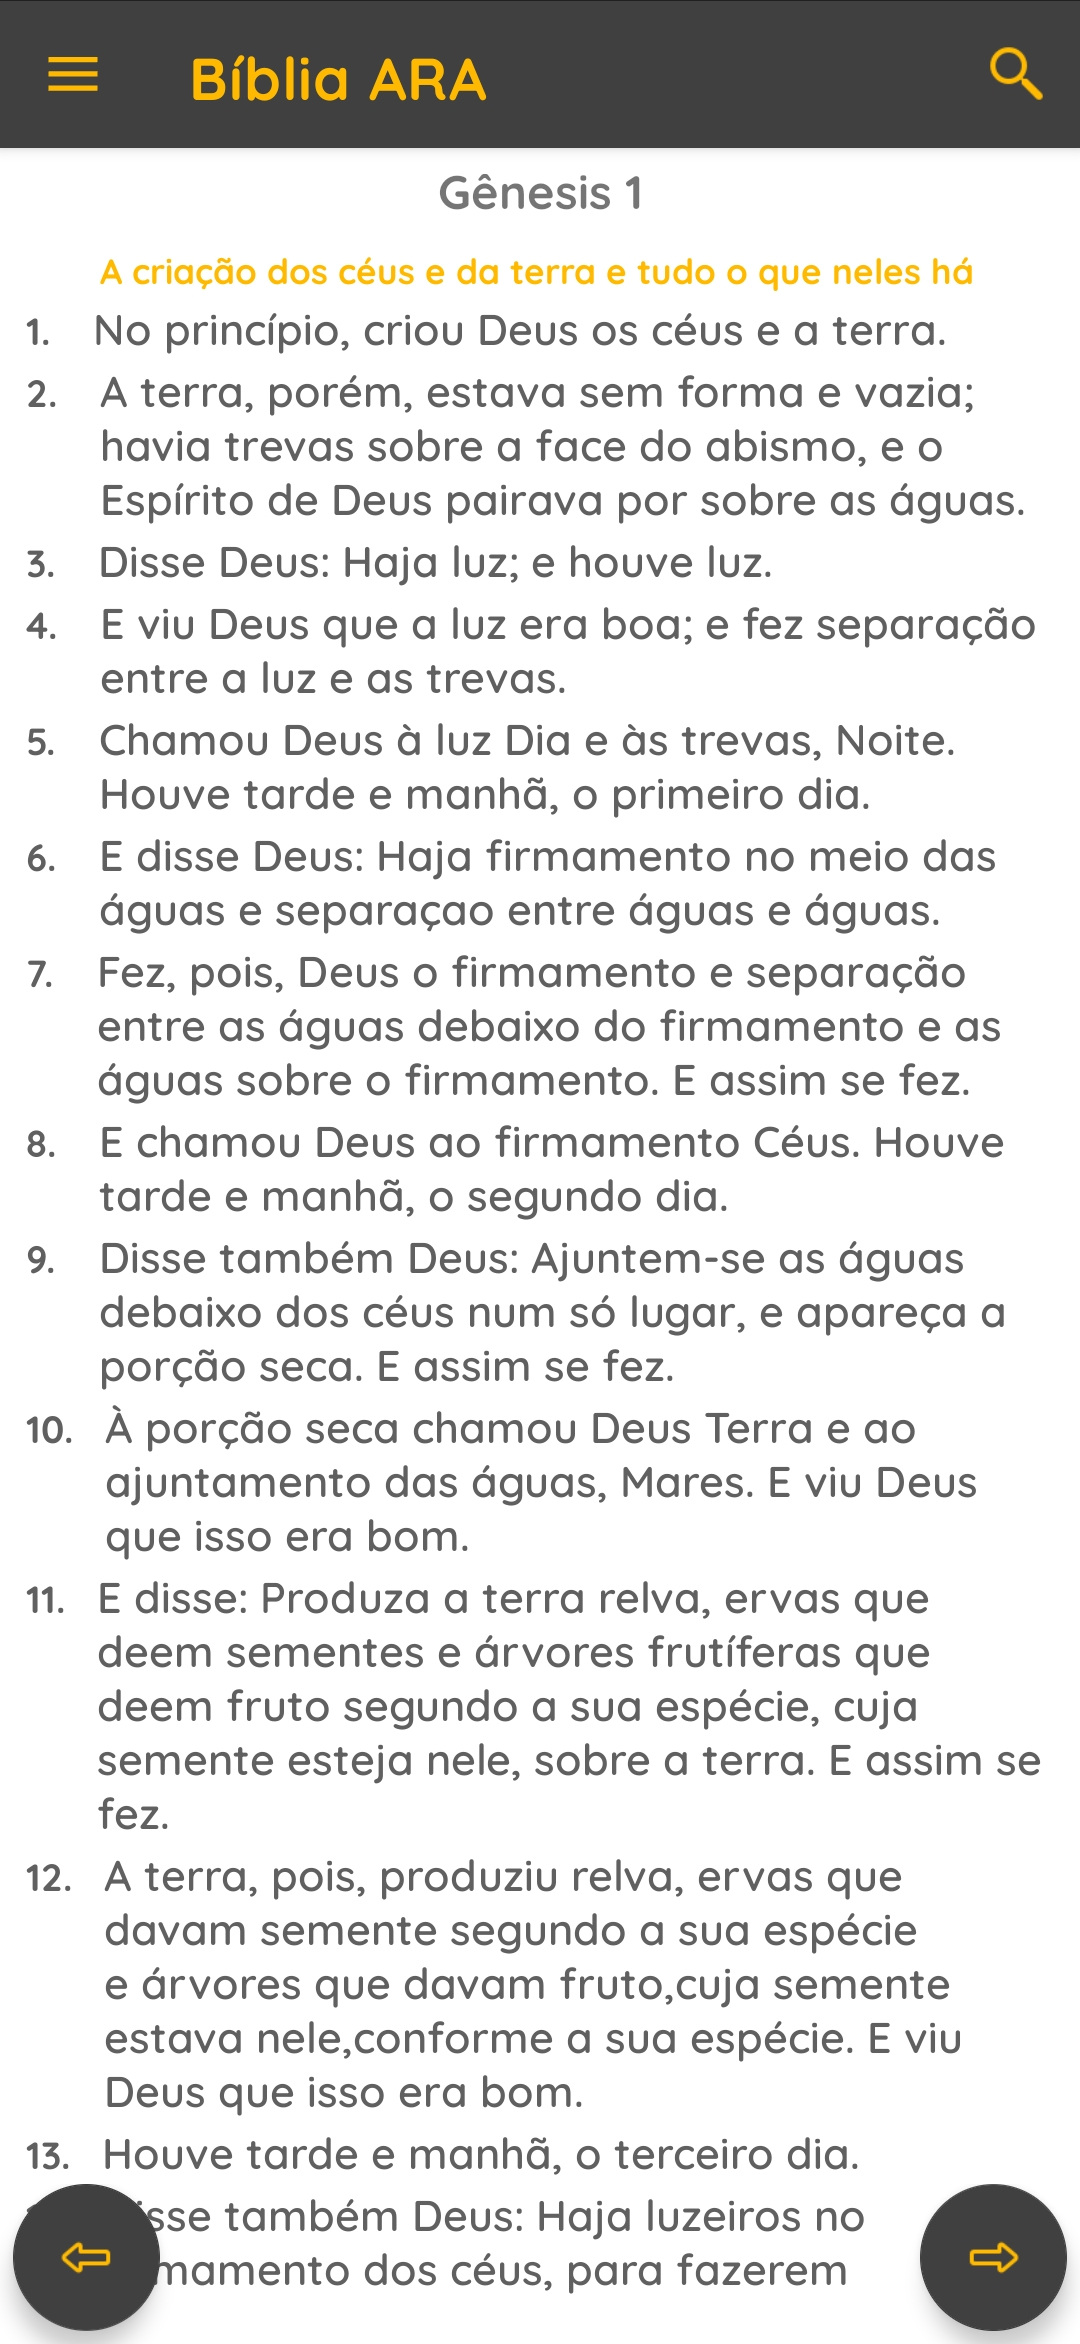 Bíblia ARA
Gênesis 1
A criação dos céus e da terra e tudo o que neles há
1. No princípio, criou Deus os céus e a terra.
2. A terra, porém, estava sem forma e vazia;
havia trevas sobre a face do abismo, e o
Espírito de Deus pairava por sobre as águas.
3. Disse Deus: Haja luz; e houve luz.
4. E viu Deus que a luz era boa; e fez separação
entre a luz e as trevas.
5. Chamou Deus à luz Dia e às trevas, Noite.
Houve tarde e manhã, o primeiro dia.
6. E disse Deus: Haja firmamento no meio das
águas e separaçao entre águas e águas.
7. Fez, pois, Deus o firmamento e separação
entre as águas debaixo do firmamento e as
águas sobre o firmamento. E assim se fez.
8. E chamou Deus ao firmamento Céus. Houve
tarde e manhã, o segundo dia.
9. Disse também Deus: Ajuntem-se as águas
debaixo dos céus num só lugar, e apareça a
porção seca. E assim se fez.
10. À porção seca chamou Deus Terra e ao
ajuntamento das águas, Mares. E viu Deus
que isso era bom.
11. E disse: Produza a terra relva, ervas que
deem sementes e árvores frutíferas que
deem fruto segundo a sua espécie, cuja
semente esteja nele, sobre a terra. E assim se
fez.
12. A terra, pois, produziu relva, ervas que
davam semente segundo a sua espécie
e árvores que davam fruto,cuja semente
estava nele,conforme a sua espécie. E viu
Deus que isso era bom.
13. Houve tarde e manhã, o terceiro dia.
também Deus: Haja luzeiros no
dos céus, para fazerem